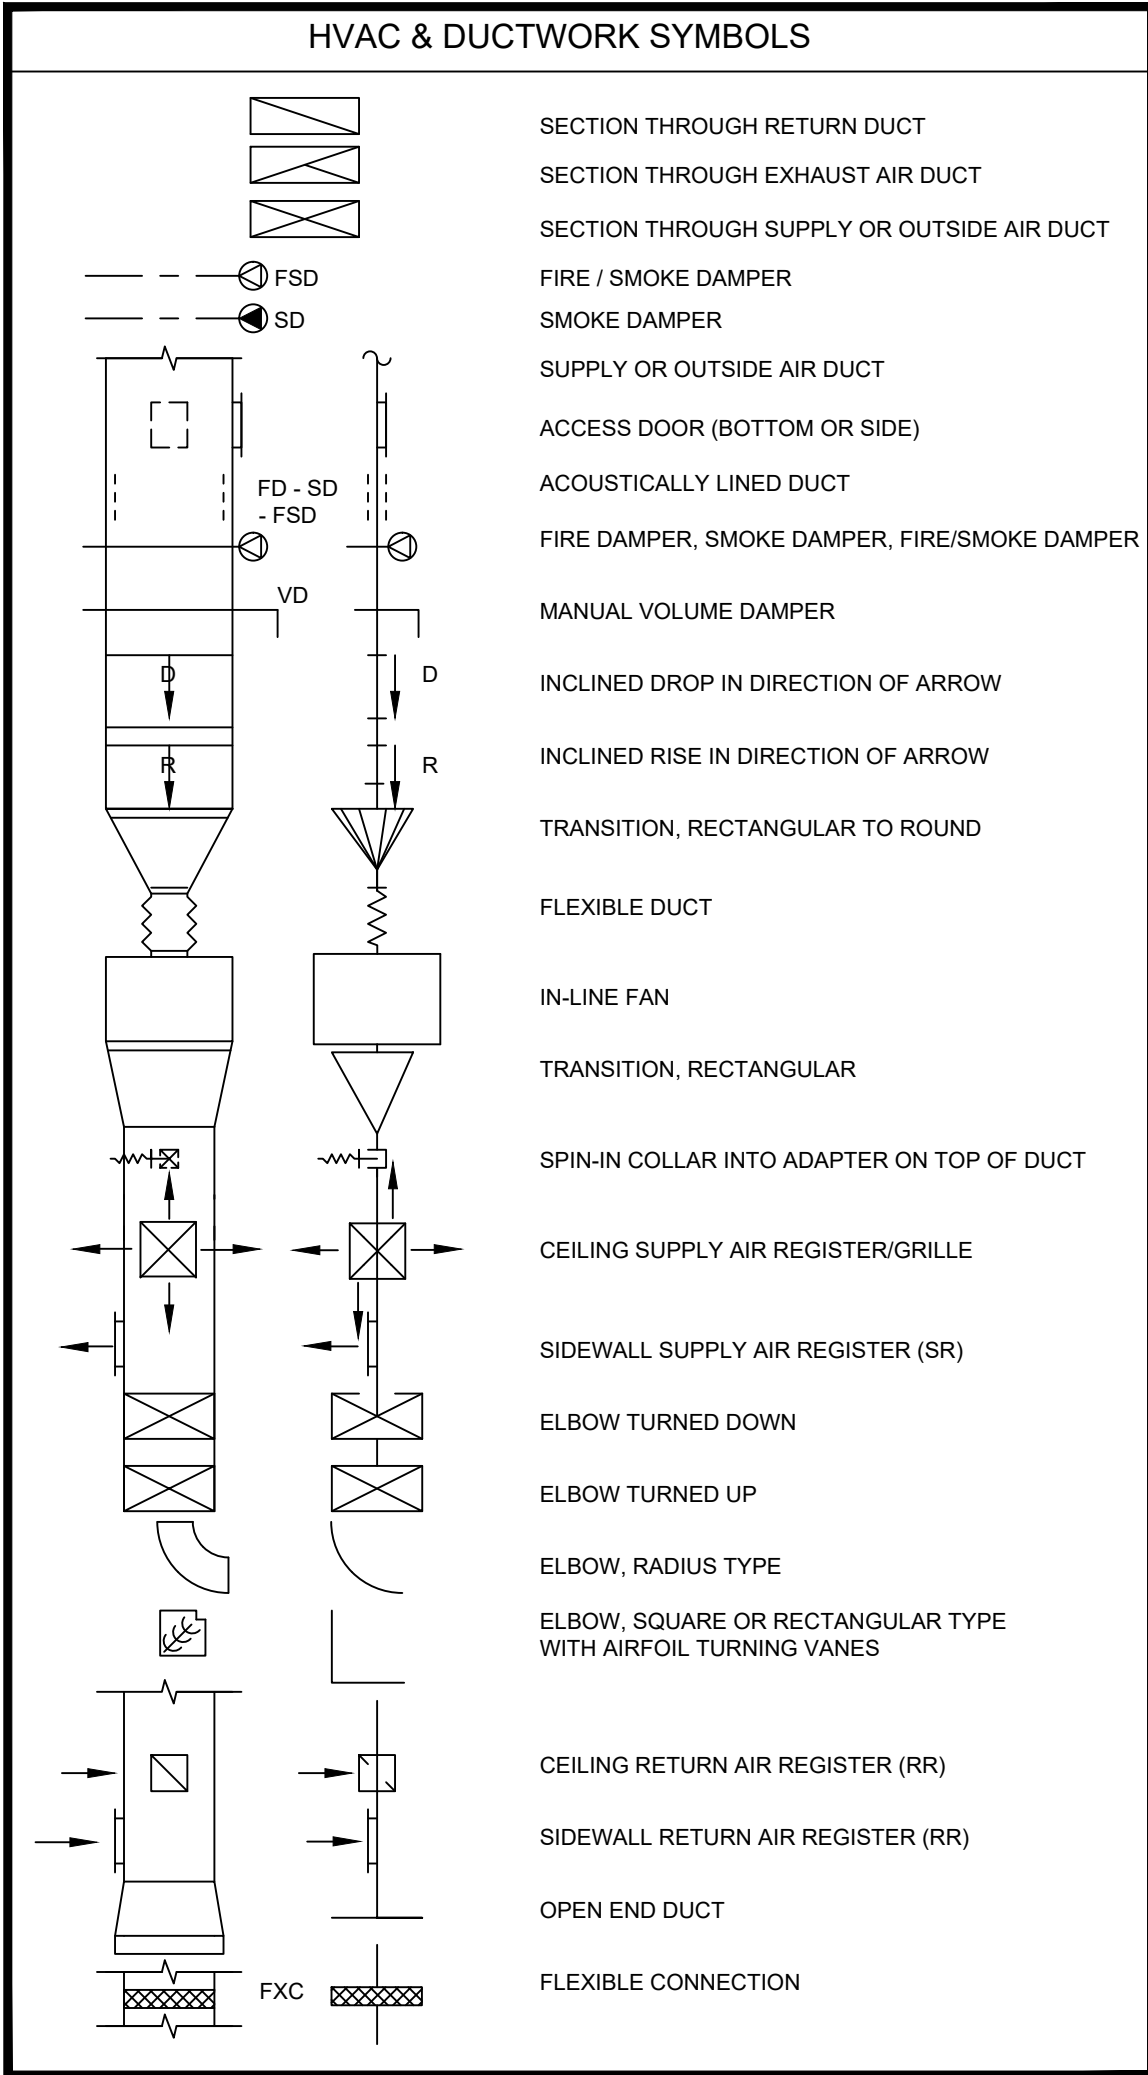 HVAC & DUCTWORK SYMBOLS
SECTION THROUGH RETURN DUCT
SECTION THROUGH EXHAUST AIR DUCT
SECTION THROUGH SUPPLY OR OUTSIDE AIR DUCT
FSD FIRE / SMOKE DAMPER
SD SMOKE DAMPER
SUPPLY OR OUTSIDE AIR DUCT
ACCESS DOOR (BOTTOM OR SIDE)
ACOUSTICALLY LINED DUCT
FD - SD
- FSD
FIRE DAMPER, SMOKE DAMPER, FIRE/SMOKE DAMPER
VD MANUAL VOLUME DAMPER
D D INCLINED DROP IN DIRECTION OF ARROW
R R INCLINED RISE IN DIRECTION OF ARROW
TRANSITION, RECTANGULAR TO ROUND
FLEXIBLE DUCT
IN-LINE FAN
TRANSITION, RECTANGULAR
SPIN-IN COLLAR INTO ADAPTER ON TOP OF DUCT
CEILING SUPPLY AIR REGISTER/GRILLE
SIDEWALL SUPPLY AIR REGISTER (SR)
ELBOW TURNED DOWN
ELBOW TURNED UP
ELBOW, RADIUS TYPE
ELBOW, SQUARE OR RECTANGULAR TYPE
WITH AIRFOIL TURNING VANES
CEILING RETURN AIR REGISTER (RR)
SIDEWALL RETURN AIR REGISTER (RR)
OPEN END DUCT
FXC FLEXIBLE CONNECTION